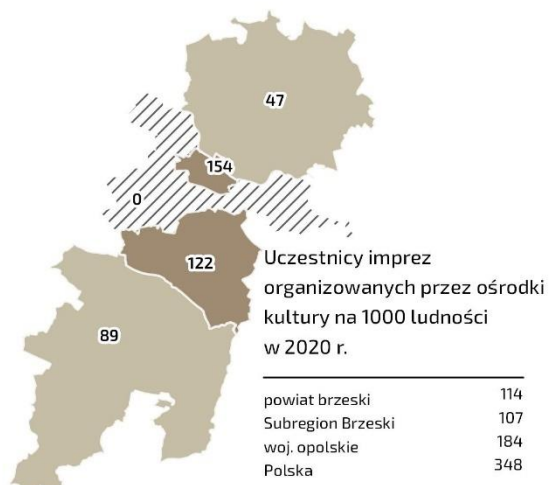 47
154
0
122
89
Uczestnicy imprez
organizowanych przez ośrodki
kultury na 1000 ludności
w 2020 r.
powiat brzeski 114
Subregion Brzeski 107
woj. opolskie 184
Polska 348